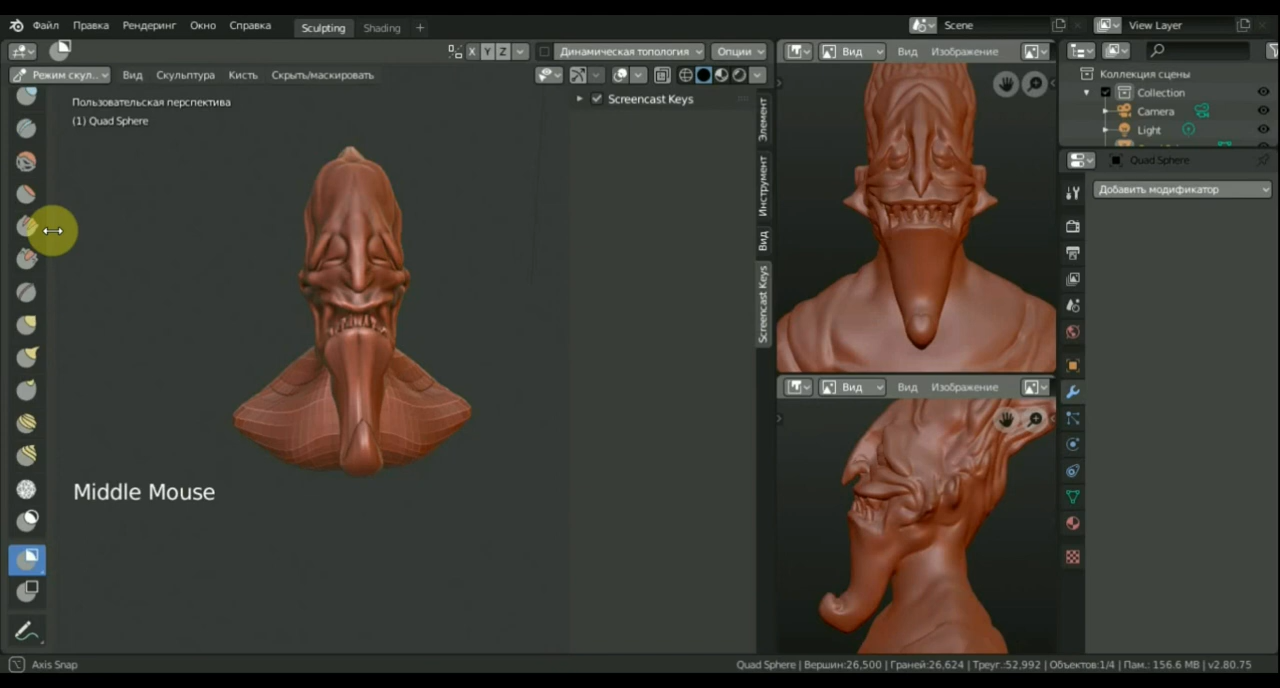 Файл Правка Рендеринг Окно Справка Sculpting Shading + Scene View Layer
X Y Z Динамическая топология Опции Вид Вид Изображение
Режим скул.. Вид Скульптура Кисть Скрыть/маскировать
Коллекция сцены
Collection
Camera
Light
Пользовательская перспектива
(1) Quad Sphere
Screencast Keys
Элемент
Инструмент
Вид
Screencast Keys
Quad Sphere
Добавить модификатор
Вид Вид Изображение
Middle Mouse
Axis Snap
Quad Sphere | Вершин:26,500 | Граней:26,624 | Треуг.:52,992 | Объектов:1/4 | Пам.: 156.6 MB | v2.80.75